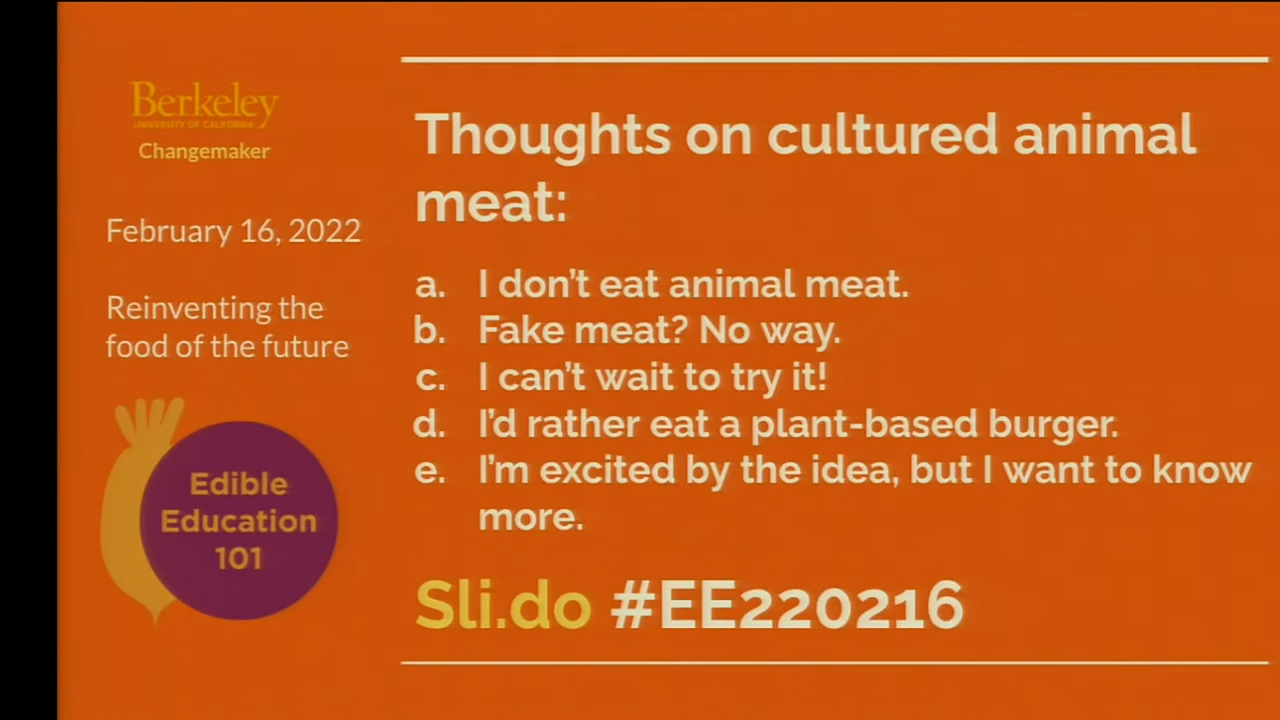 Berkeley
UNIVERSITY OF CALIFORNIA
Changemaker
February 16, 2022
Reinventing the
food of the future
Edible
Education
101
Thoughts on cultured animal
meat:
a. I don't eat animal meat.
b. Fake meat? No way.
c. I can't wait to try it!
d. I'd rather eat a plant-based burger.
e. I'm excited by the idea, but I want to know
more.
Sli.do #EE220216